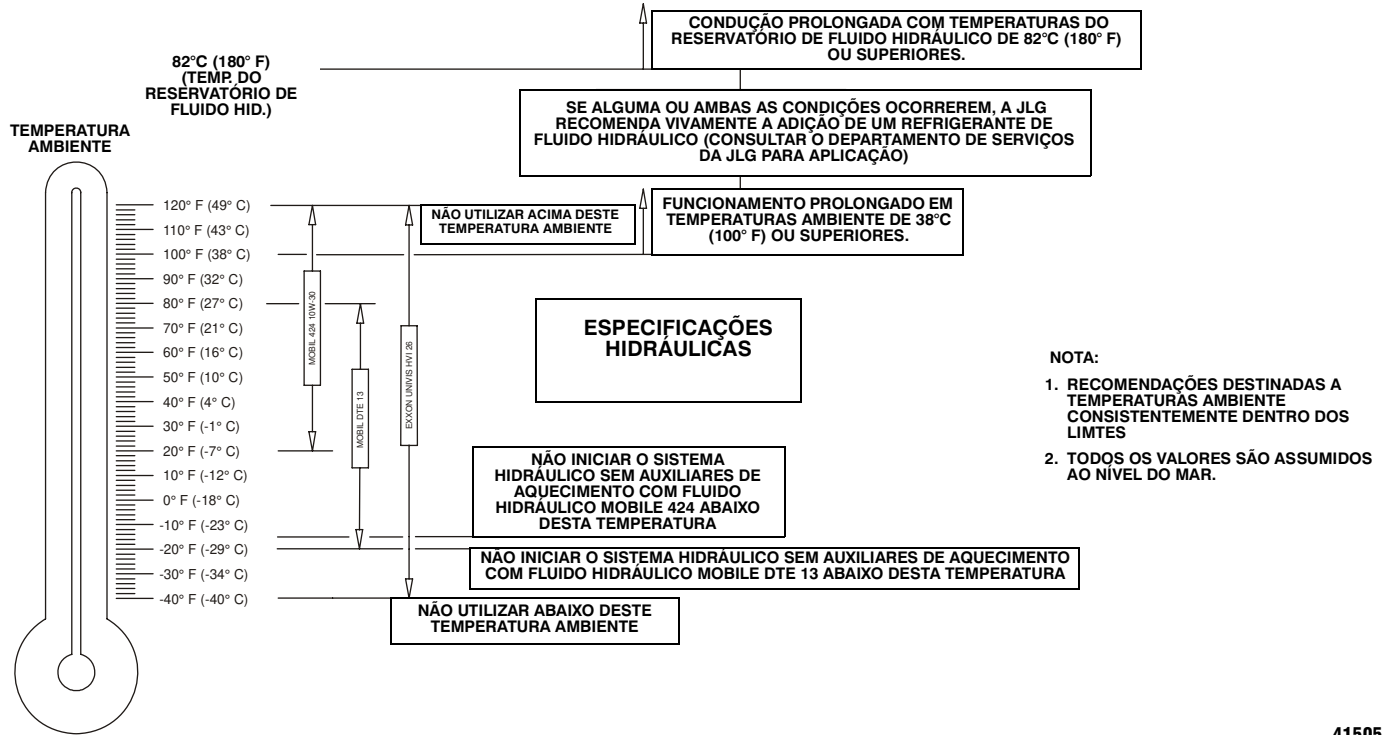 CONDUÇÃO PROLONGADA COM TEMPERATURAS DO
RESERVATÓRIO DE FLUIDO HIDRÁULICO DE 82°C (180° F)
OU SUPERIORES.
82°C (180° F)
(TEMP. DO
RESERVATÓRIO DE
FLUIDO HID.)
SE ALGUMA OU AMBAS AS CONDIÇÕES OCORREREM, A JLG
RECOMENDA VIVAMENTE A ADIÇÃO DE UM REFRIGERANTE DE
FLUIDO HIDRÁULICO (CONSULTAR O DEPARTAMENTO DE SERVIÇOS
DA JLG PARA APLICAÇÃO)
TEMPERATURA
AMBIENTE
120° F (49° C)
110° F (43° C)
100° F (38° C)
90° F (32° C)
80° F (27° C)
70° F (21° C)
60° F (16° C)
50° F (10° C)
40° F (4° C)
30° F (-1° C)
20° F (-7° C)
10° F (-12° C)
0° F (-18° C)
-10° F (-23° C)
-20° F (-29° C)
-30° F (-34° C)
-40° F (-40° C)
MOBIL 424 10W-30
MOBIL DTE 13
EXXON UNIVIS HVI 26
NÃO UTILIZAR ACIMA DESTE
TEMPERATURA AMBIENTE
FUNCIONAMENTO PROLONGADO EM
TEMPERATURAS AMBIENTE DE 38°C
(100° F) OU SUPERIORES.
ESPECIFICAÇÕES
HIDRÁULICAS
NÃO INICIAR O SISTEMA
HIDRÁULICO SEM AUXILIARES DE
AQUECIMENTO COM FLUIDO
HIDRÁULICO MOBILE 424 ABAIXO
DESTA TEMPERATURA
NÃO INICIAR O SISTEMA HIDRÁULICO SEM AUXILIARES DE AQUECIMENTO
COM FLUIDO HIDRÁULICO MOBILE DTE 13 ABAIXO DESTA TEMPERATURA
NÃO UTILIZAR ABAIXO DESTE
TEMPERATURA AMBIENTE
NOTA:
1. RECOMENDAÇÕES DESTINADAS A
TEMPERATURAS AMBIENTE
CONSISTENTEMENTE DENTRO DOS
LIMTES
2. TODOS OS VALORES SÃO ASSUMIDOS
AO NÍVEL DO MAR.
41505